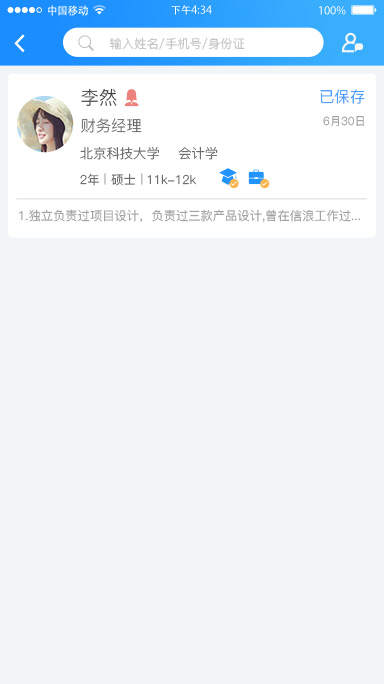 中国移动 下午4:34 100%
输入姓名/手机号/身份证
李然 已保存
财务经理 6月30日
北京科技大学 会计学
2年 | 硕士 | 11k-12k
1.独立负责过项目设计，负责过三款产品设计,曾在信浪工作过...